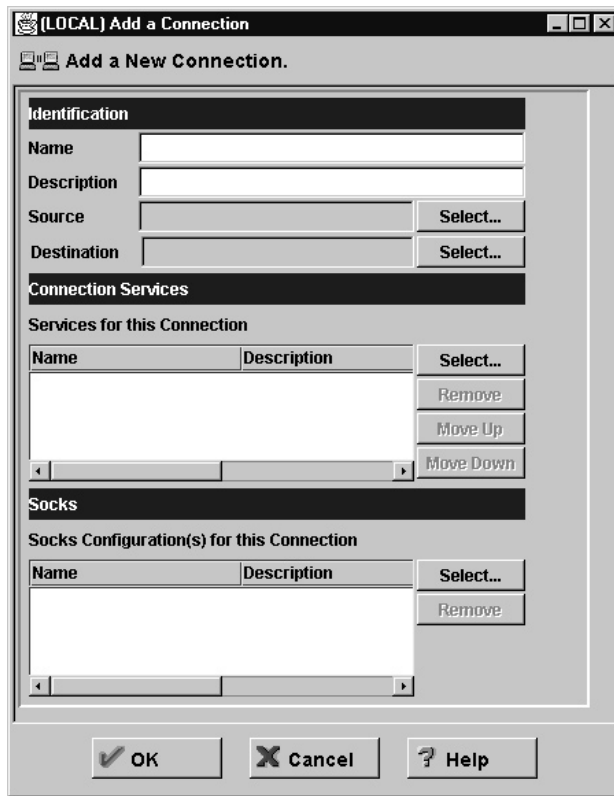 (LOCAL) Add a Connection
Add a New Connection.
Identification
Name
Description
Source Select...
Destination Select...
Connection Services
Services for this Connection
Name Description Select...
Remove
Move Up
Move Down
Socks
Socks Configuration(s) for this Connection
Name Description Select...
Remove
OK Cancel Help